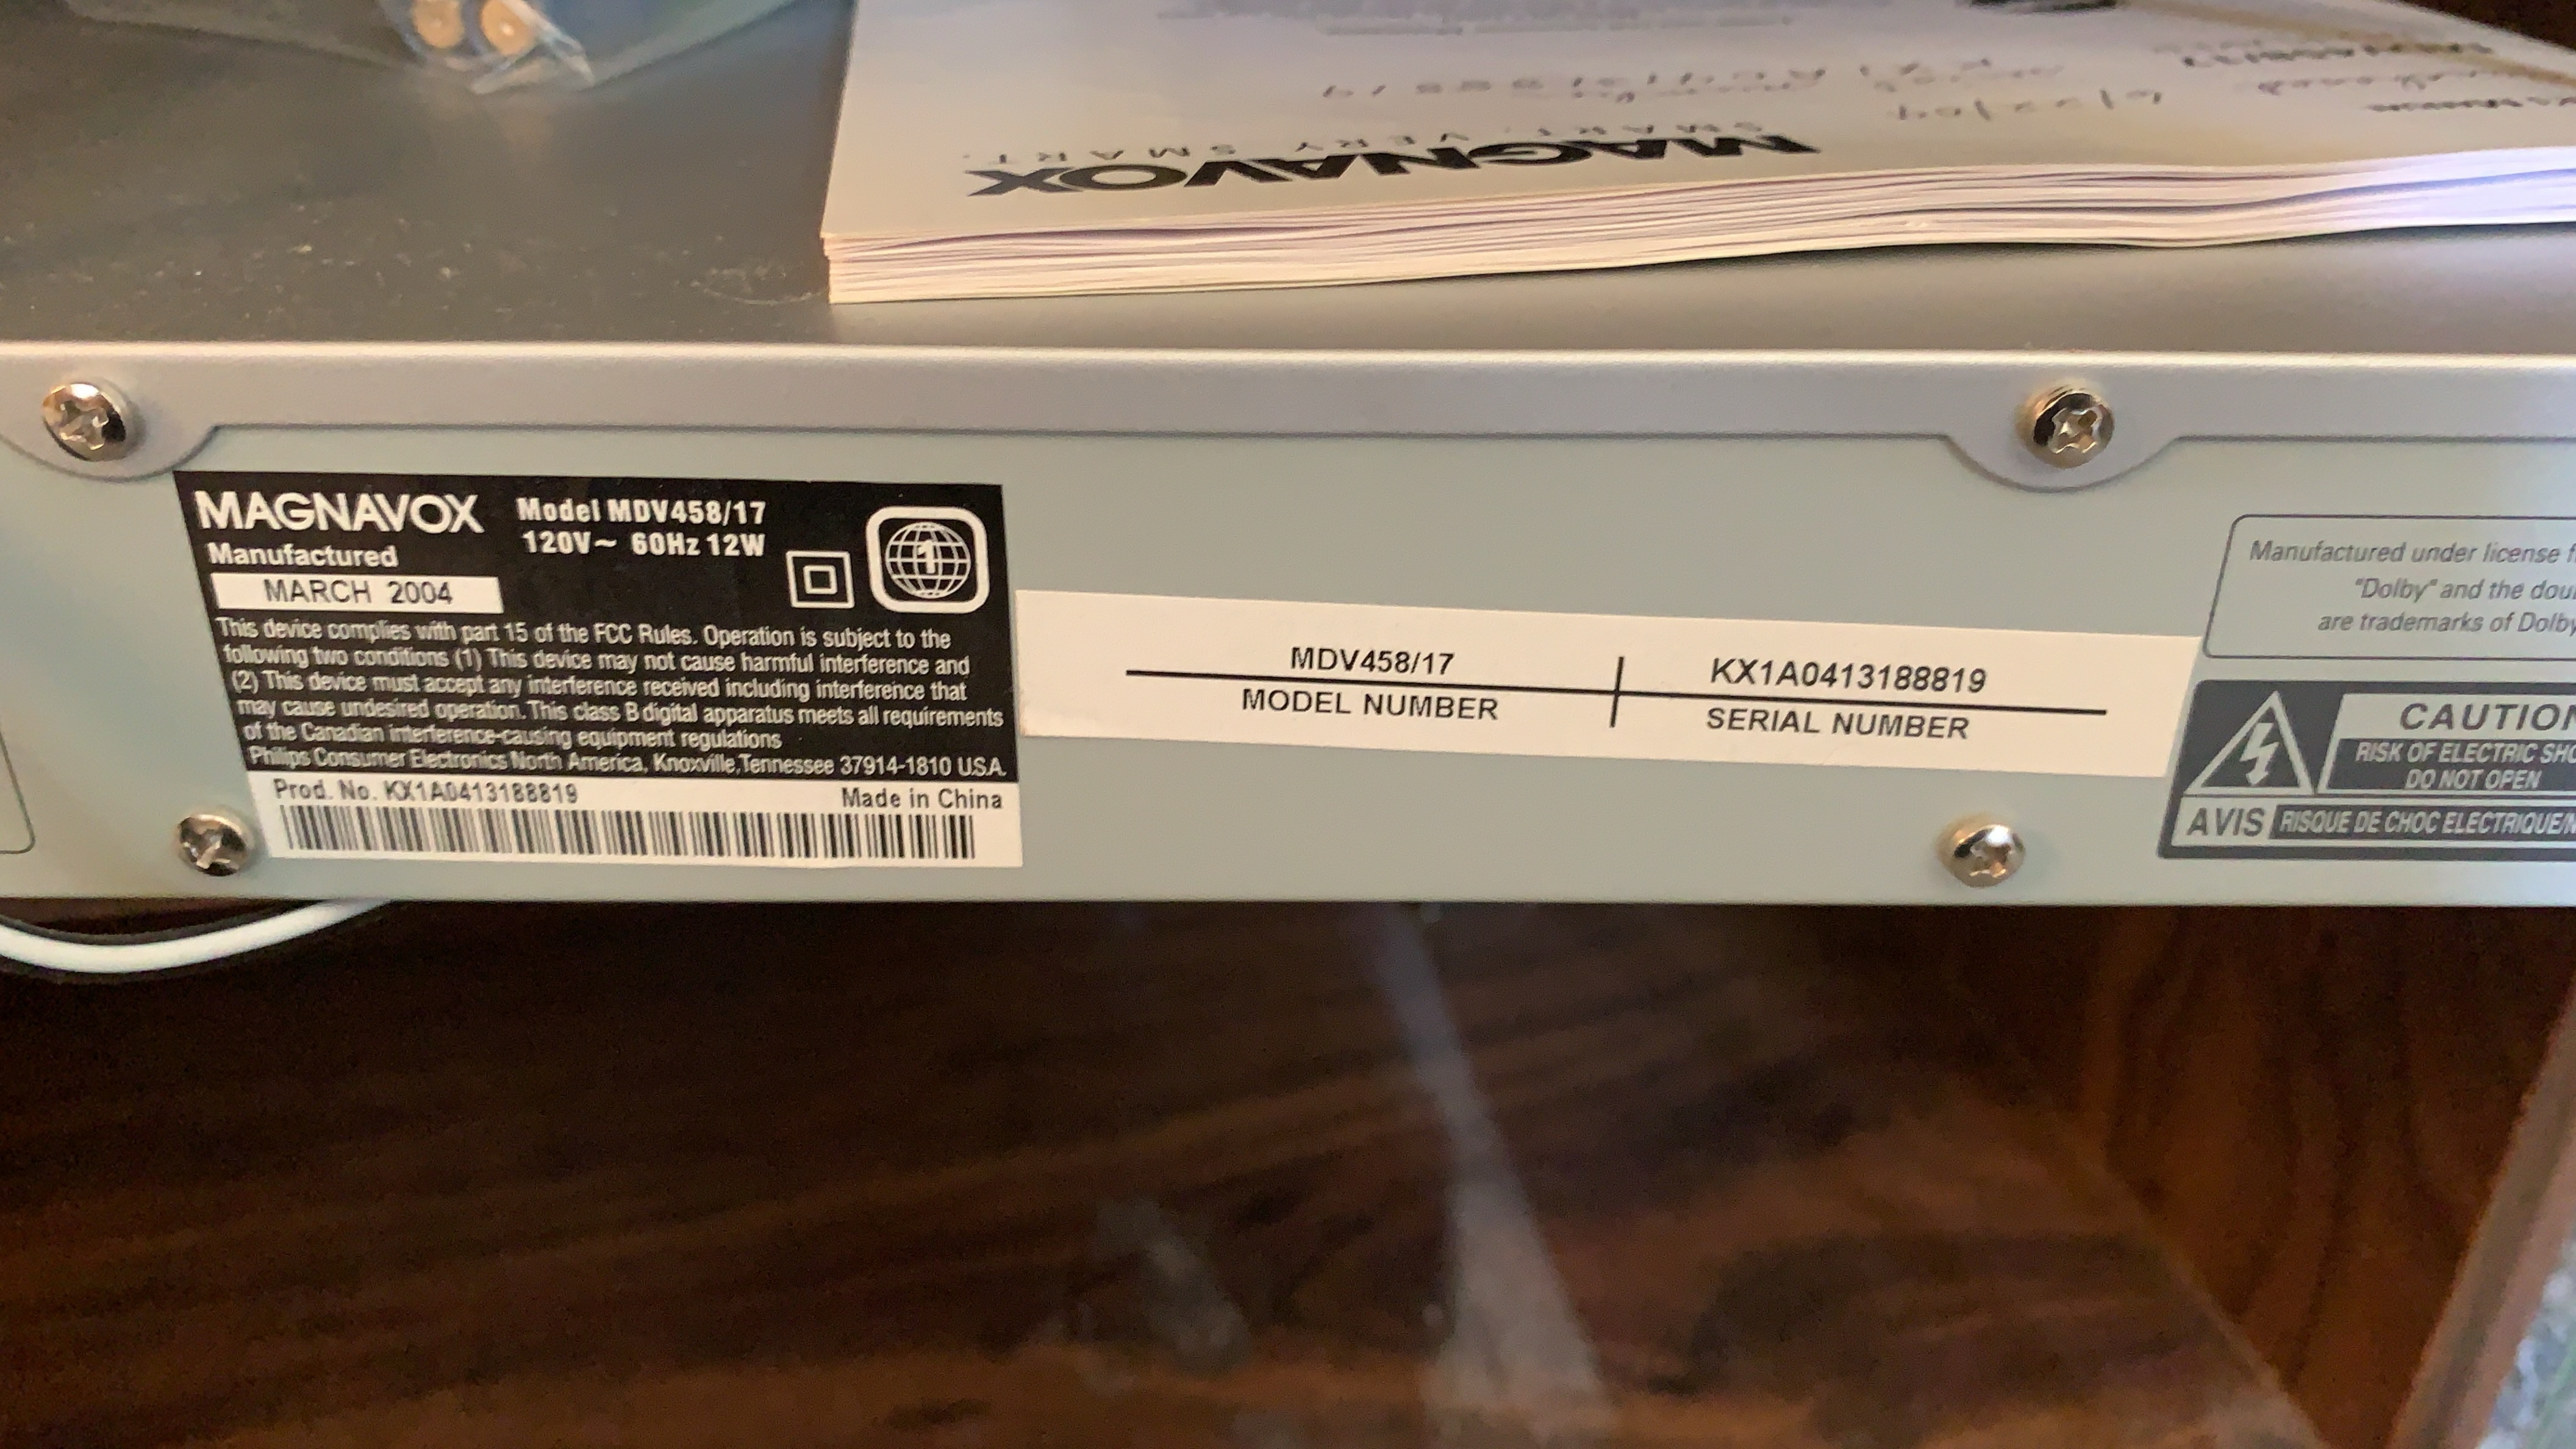 MAGNAVOX
SMART. VERY SMART.
MAGNAVOX
Model MDV458/17
120V~ 60Hz 12W
Manufactured
MARCH 2004
1
This device complies with part 15 of the FCC Rules. Operation is subject to the
following two conditions (1) This device may not cause harmful interference and
(2) This device must accept any interference received including interference that
may cause undesired operation. This class B digital apparatus meets all requirements
of the Canadian interference-causing equipment regulations
Philips Consumer Electronics North America, Knoxville, Tennessee 37914-1810 U.S.A.
Prod. No. KX1A0413188819
Made in China
MDV458/17
MODEL NUMBER
KX1A0413188819
SERIAL NUMBER
Manufactured under license
"Dolby" and the
are trademarks of Dolby
CAUTION
RISK OF ELECTRIC
DO NOT OPEN
AVIS
RISQUE DE CHOC ELECTRIQUE